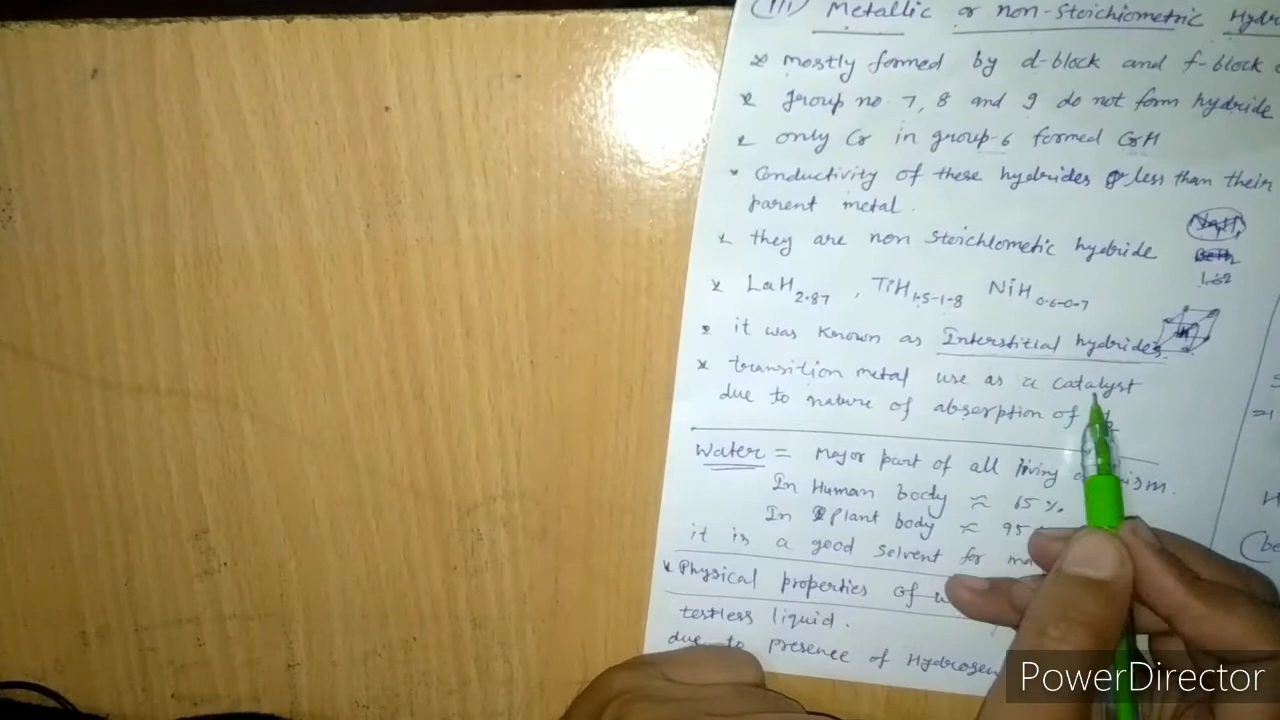 (iii) Metallic or non-Stoichiometric Hydr
* mostly formed by d-block and f-block
* group no. 7, 8 and 9 do not form hydride
* only Cr in group-6 formed CrH
* Conductivity of these hydrides less than their
parent metal.
* they are non Stoichiometic hydride
* LaH2.87 , TiH1.5-1.8 NiH0.6-0.7
* it was known as Interstitial hydrides.
* transition metal use as a catalyst
due to nature of absorption of
Water = Major part of all living
In Human body ≈ 65 %.
In Plant body ≈ 95
it is a good solvent for
* Physical properties of
testless liquid.
due to presence of Hydrogen
PowerDirector